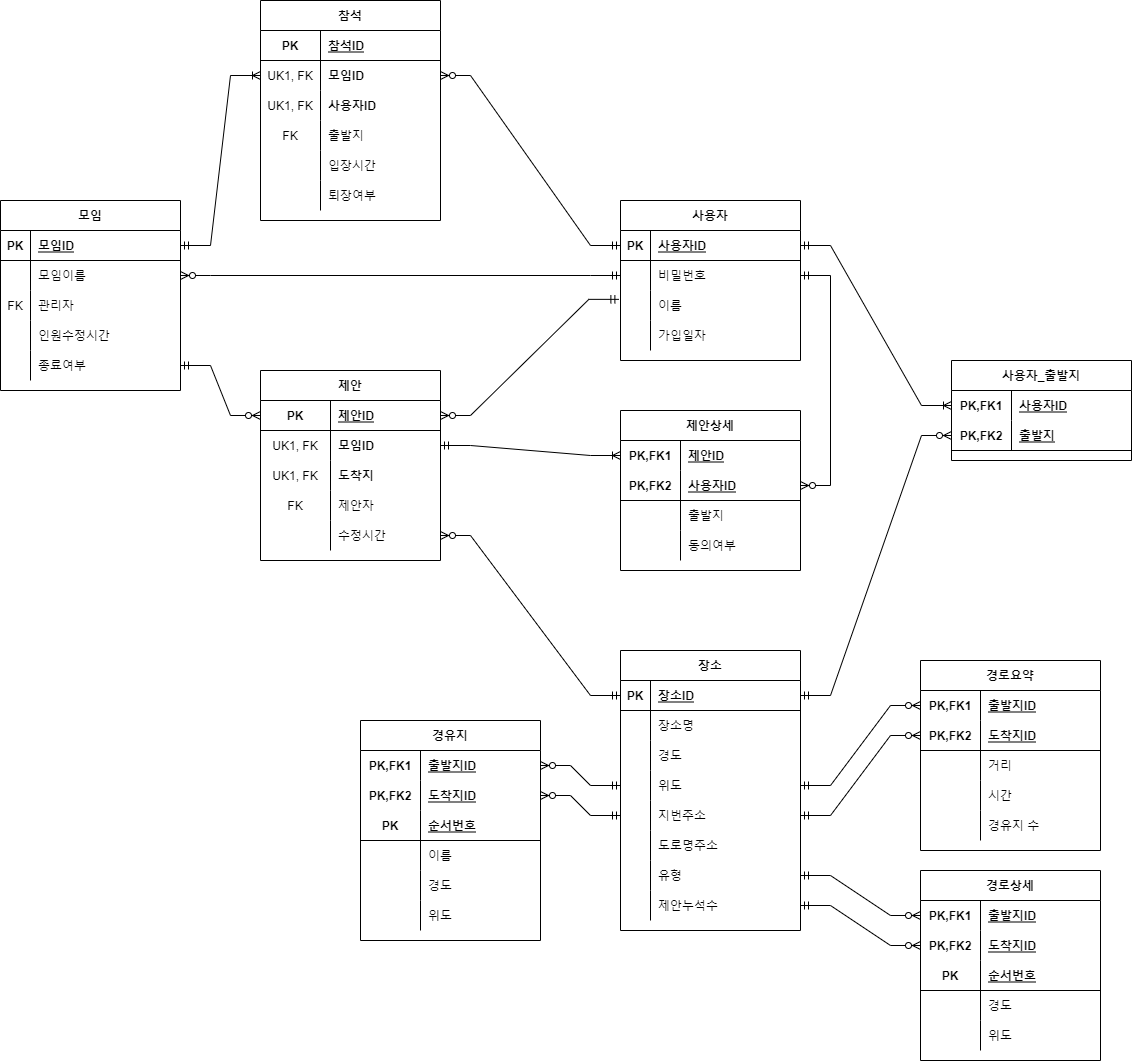 참석
PK 참석ID
UK1, FK 모임ID
UK1, FK 사용자ID
FK 출발지
입장시간
퇴장여부
모임
PK 모임ID
모임이름
FK 관리자
인원수정시간
종료여부
사용자
PK 사용자ID
비밀번호
이름
가입일자
사용자_출발지
PK,FK1 사용자ID
PK,FK2 출발지
제안
PK 제안ID
UK1, FK 모임ID
UK1, FK 도착지
FK 제안자
수정시간
제안상세
PK,FK1 제안ID
PK,FK2 사용자ID
출발지
동의여부
장소
PK 장소ID
장소명
경도
위도
지번주소
도로명주소
유형
제안누석수
경로요약
PK,FK1 출발지ID
PK,FK2 도착지ID
거리
시간
경유지 수
경유지
PK,FK1 출발지ID
PK,FK2 도착지ID
PK 순서번호
이름
경도
위도
경로상세
PK,FK1 출발지ID
PK,FK2 도착지ID
PK 순서번호
경도
위도